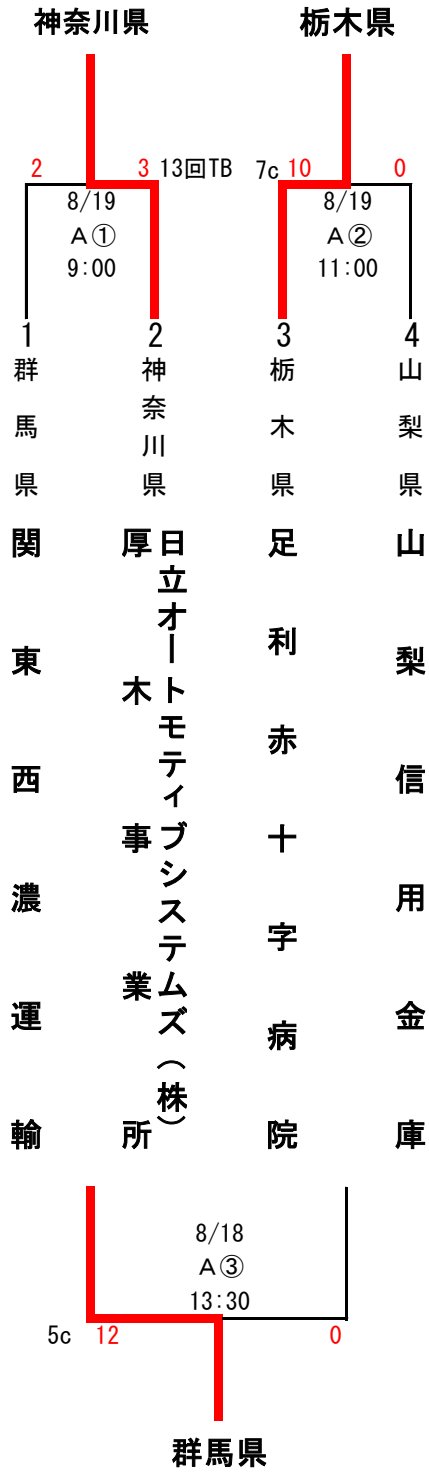 神奈川県 栃木県
2 3 13回TB 7c 10 0
8/19 8/19
A① A②
9:00 11:00
1 2 3 4
群馬県
神奈川県
栃木県
山梨県
関東西濃運輸
日立オートモティブシステムズ（株）
厚木事業所
足利赤十字病院
山梨信用金庫
8/18
A③
13:30
5c 12 0
群馬県